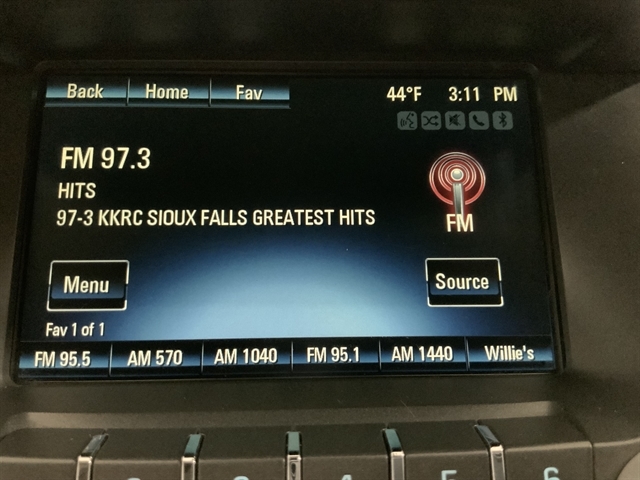 Back Home Fav 44°F 3:11 PM
FM 97.3
HITS
97-3 KKRC SIOUX FALLS GREATEST HITS
FM
Menu Source
Fav 1 of 1
FM 95.5 AM 570 AM 1040 FM 95.1 AM 1440 Willie's